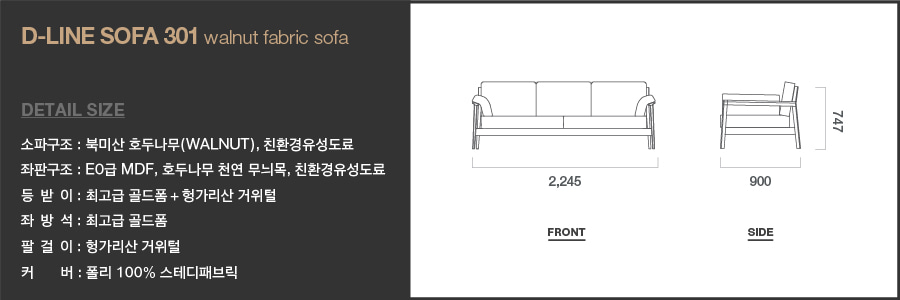 D-LINE SOFA 301 walnut fabric sofa
DETAIL SIZE
소파구조 : 북미산 호두나무(WALNUT), 친환경유성도료
좌판구조 : E0급 MDF, 호두나무 천연 무늬목, 친환경유성도료
등 받 이 : 최고급 골드폼 + 헝가리산 거위털
좌 방 석 : 최고급 골드폼
팔 걸 이 : 헝가리산 거위털
커 버 : 폴리 100% 스테디패브릭
747
2,245 900
FRONT SIDE